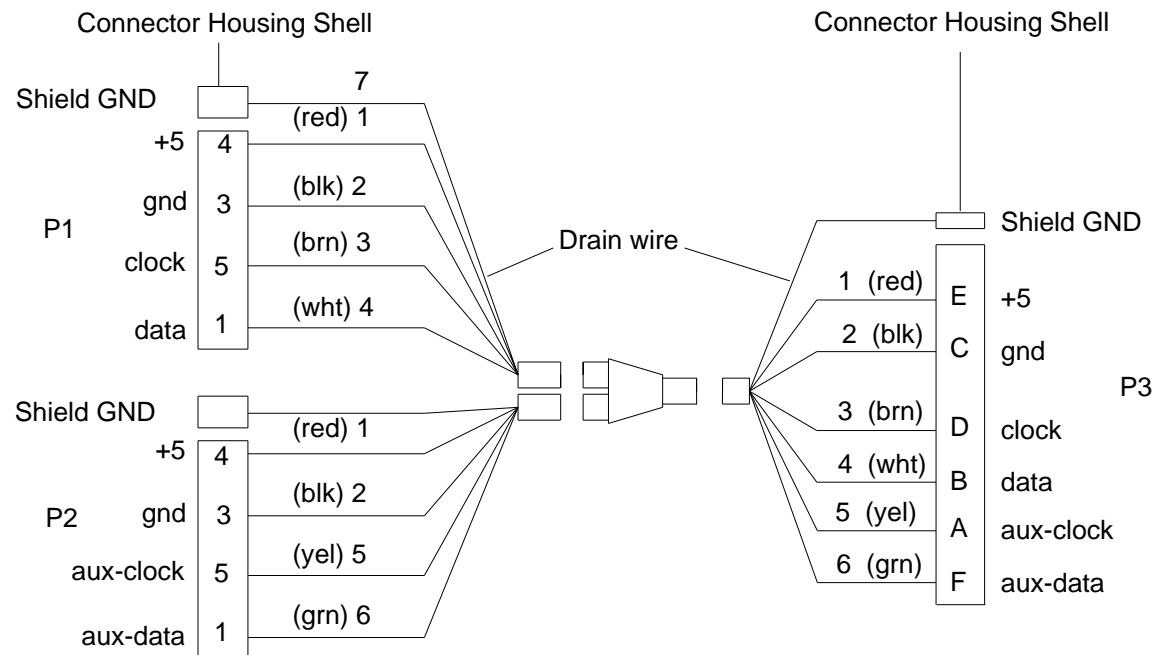 Connector Housing Shell
Shield GND
7
(red) 1
+5
4
(blk) 2
gnd
3
P1
(brn) 3
clock
5
(wht) 4
data
1
Drain wire
Shield GND
(red) 1
+5
4
(blk) 2
P2
gnd
3
(yel) 5
aux-clock
5
(grn) 6
aux-data
1
Connector Housing Shell
Shield GND
1 (red)
E
+5
2 (blk)
C
gnd
P3
3 (brn)
D
clock
4 (wht)
B
data
5 (yel)
A
aux-clock
6 (grn)
F
aux-data